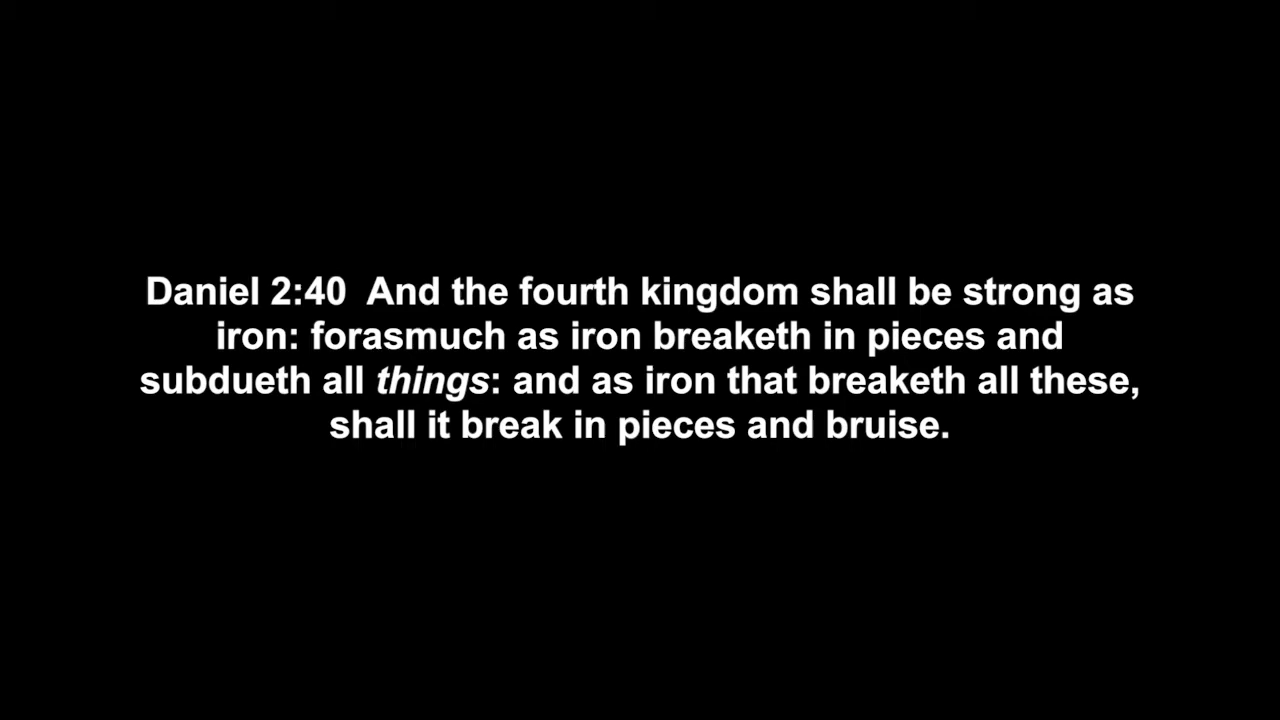 Daniel 2:40  And the fourth kingdom shall be strong as
iron: forasmuch as iron breaketh in pieces and
subdueth all things: and as iron that breaketh all these,
shall it break in pieces and bruise.